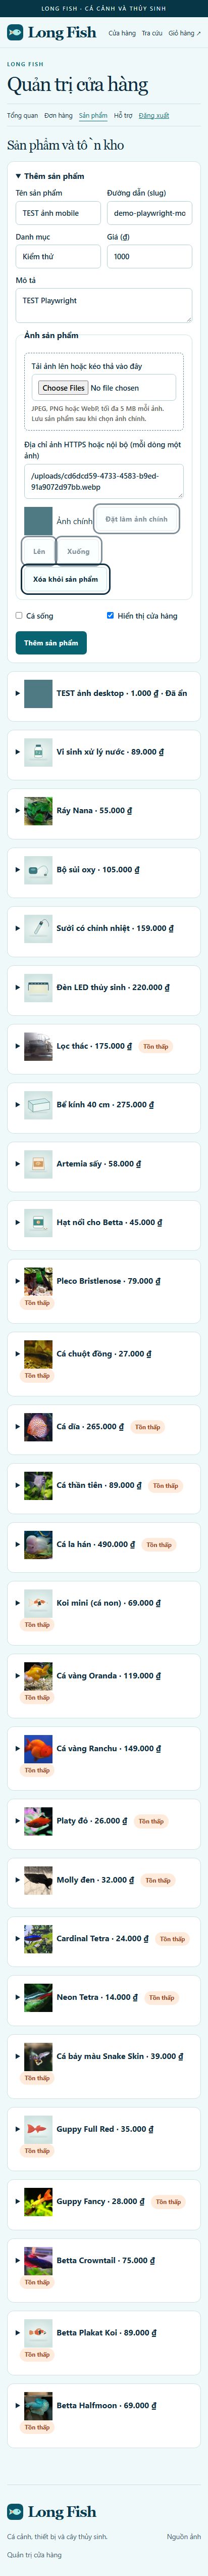 LONG FISH · CÁ CẢNH VÀ THỦY SINH
Long Fish Cửa hàng Tra cứu Giỏ hàng ↗
LONG FISH
Quản trị cửa hàng
Tổng quan Đơn hàng Sản phẩm Hỗ trợ Đăng xuất
Sản phẩm và tồn kho
▼ Thêm sản phẩm
Tên sản phẩm Đường dẫn (slug)
TEST ảnh mobile demo-playwright-mo
Danh mục Giá (₫)
Kiểm thử 1000
Mô tả
TEST Playwright
Ảnh sản phẩm
Tải ảnh lên hoặc kéo thả vào đây
Choose Files No file chosen
JPEG, PNG hoặc WebP, tối đa 5 MB mỗi ảnh.
Lưu sản phẩm sau khi chọn ảnh chính.
Địa chỉ ảnh HTTPS hoặc nội bộ (mỗi dòng một
ảnh)
/uploads/cd6dcd59-4733-4583-b9ed-
91a9072d97bb.webp
Ảnh chính Đặt làm ảnh chính
Lên Xuống
Xóa khỏi sản phẩm
Cá sống Hiển thị cửa hàng
Thêm sản phẩm
TEST ảnh desktop · 1.000 ₫ · Đã ẩn
Vi sinh xử lý nước · 89.000 ₫
Ráy Nana · 55.000 ₫
Bộ sủi oxy · 105.000 ₫
Sưởi có chỉnh nhiệt · 159.000 ₫
Đèn LED thủy sinh · 220.000 ₫
Lọc thác · 175.000 ₫ Tồn thấp
Bể kính 40 cm · 275.000 ₫
Artemia sấy · 58.000 ₫
Hạt nổi cho Betta · 45.000 ₫
Pleco Bristlenose · 79.000 ₫
Tồn thấp
Cá chuột đồng · 27.000 ₫
Tồn thấp
Cá dĩa · 265.000 ₫ Tồn thấp
Cá thần tiên · 89.000 ₫ Tồn thấp
Cá la hán · 490.000 ₫ Tồn thấp
Koi mini (cá non) · 69.000 ₫
Tồn thấp
Cá vàng Oranda · 119.000 ₫
Tồn thấp
Cá vàng Ranchu · 149.000 ₫
Tồn thấp
Platy đỏ · 26.000 ₫ Tồn thấp
Molly đen · 32.000 ₫ Tồn thấp
Cardinal Tetra · 24.000 ₫ Tồn thấp
Neon Tetra · 14.000 ₫ Tồn thấp
Cá bảy màu Snake Skin · 39.000 ₫
Tồn thấp
Guppy Full Red · 35.000 ₫
Tồn thấp
Guppy Fancy · 28.000 ₫ Tồn thấp
Betta Crowntail · 75.000 ₫
Tồn thấp
Betta Plakat Koi · 89.000 ₫
Tồn thấp
Betta Halfmoon · 69.000 ₫
Tồn thấp
Long Fish
Cá cảnh, thiết bị và cây thủy sinh. Nguồn ảnh
Quản trị cửa hàng